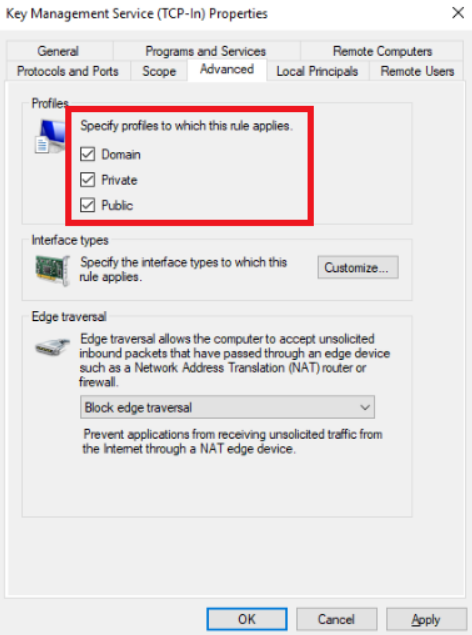 Key Management Service (TCP-In) Properties
General
Programs and Services
Remote Computers
Protocols and Ports
Scope
Advanced
Local Principals
Remote Users
Profiles
Specify profiles to which this rule applies.
Domain
Private
Public
Interface types
Specify the interface types to which this
rule applies.
Customize...
Edge traversal
Edge traversal allows the computer to accept unsolicited
inbound packets that have passed through an edge device
such as a Network Address Translation (NAT) router or
firewall.
Block edge traversal
Prevent applications from receiving unsolicited traffic from
the Internet through a NAT edge device.
OK
Cancel
Apply